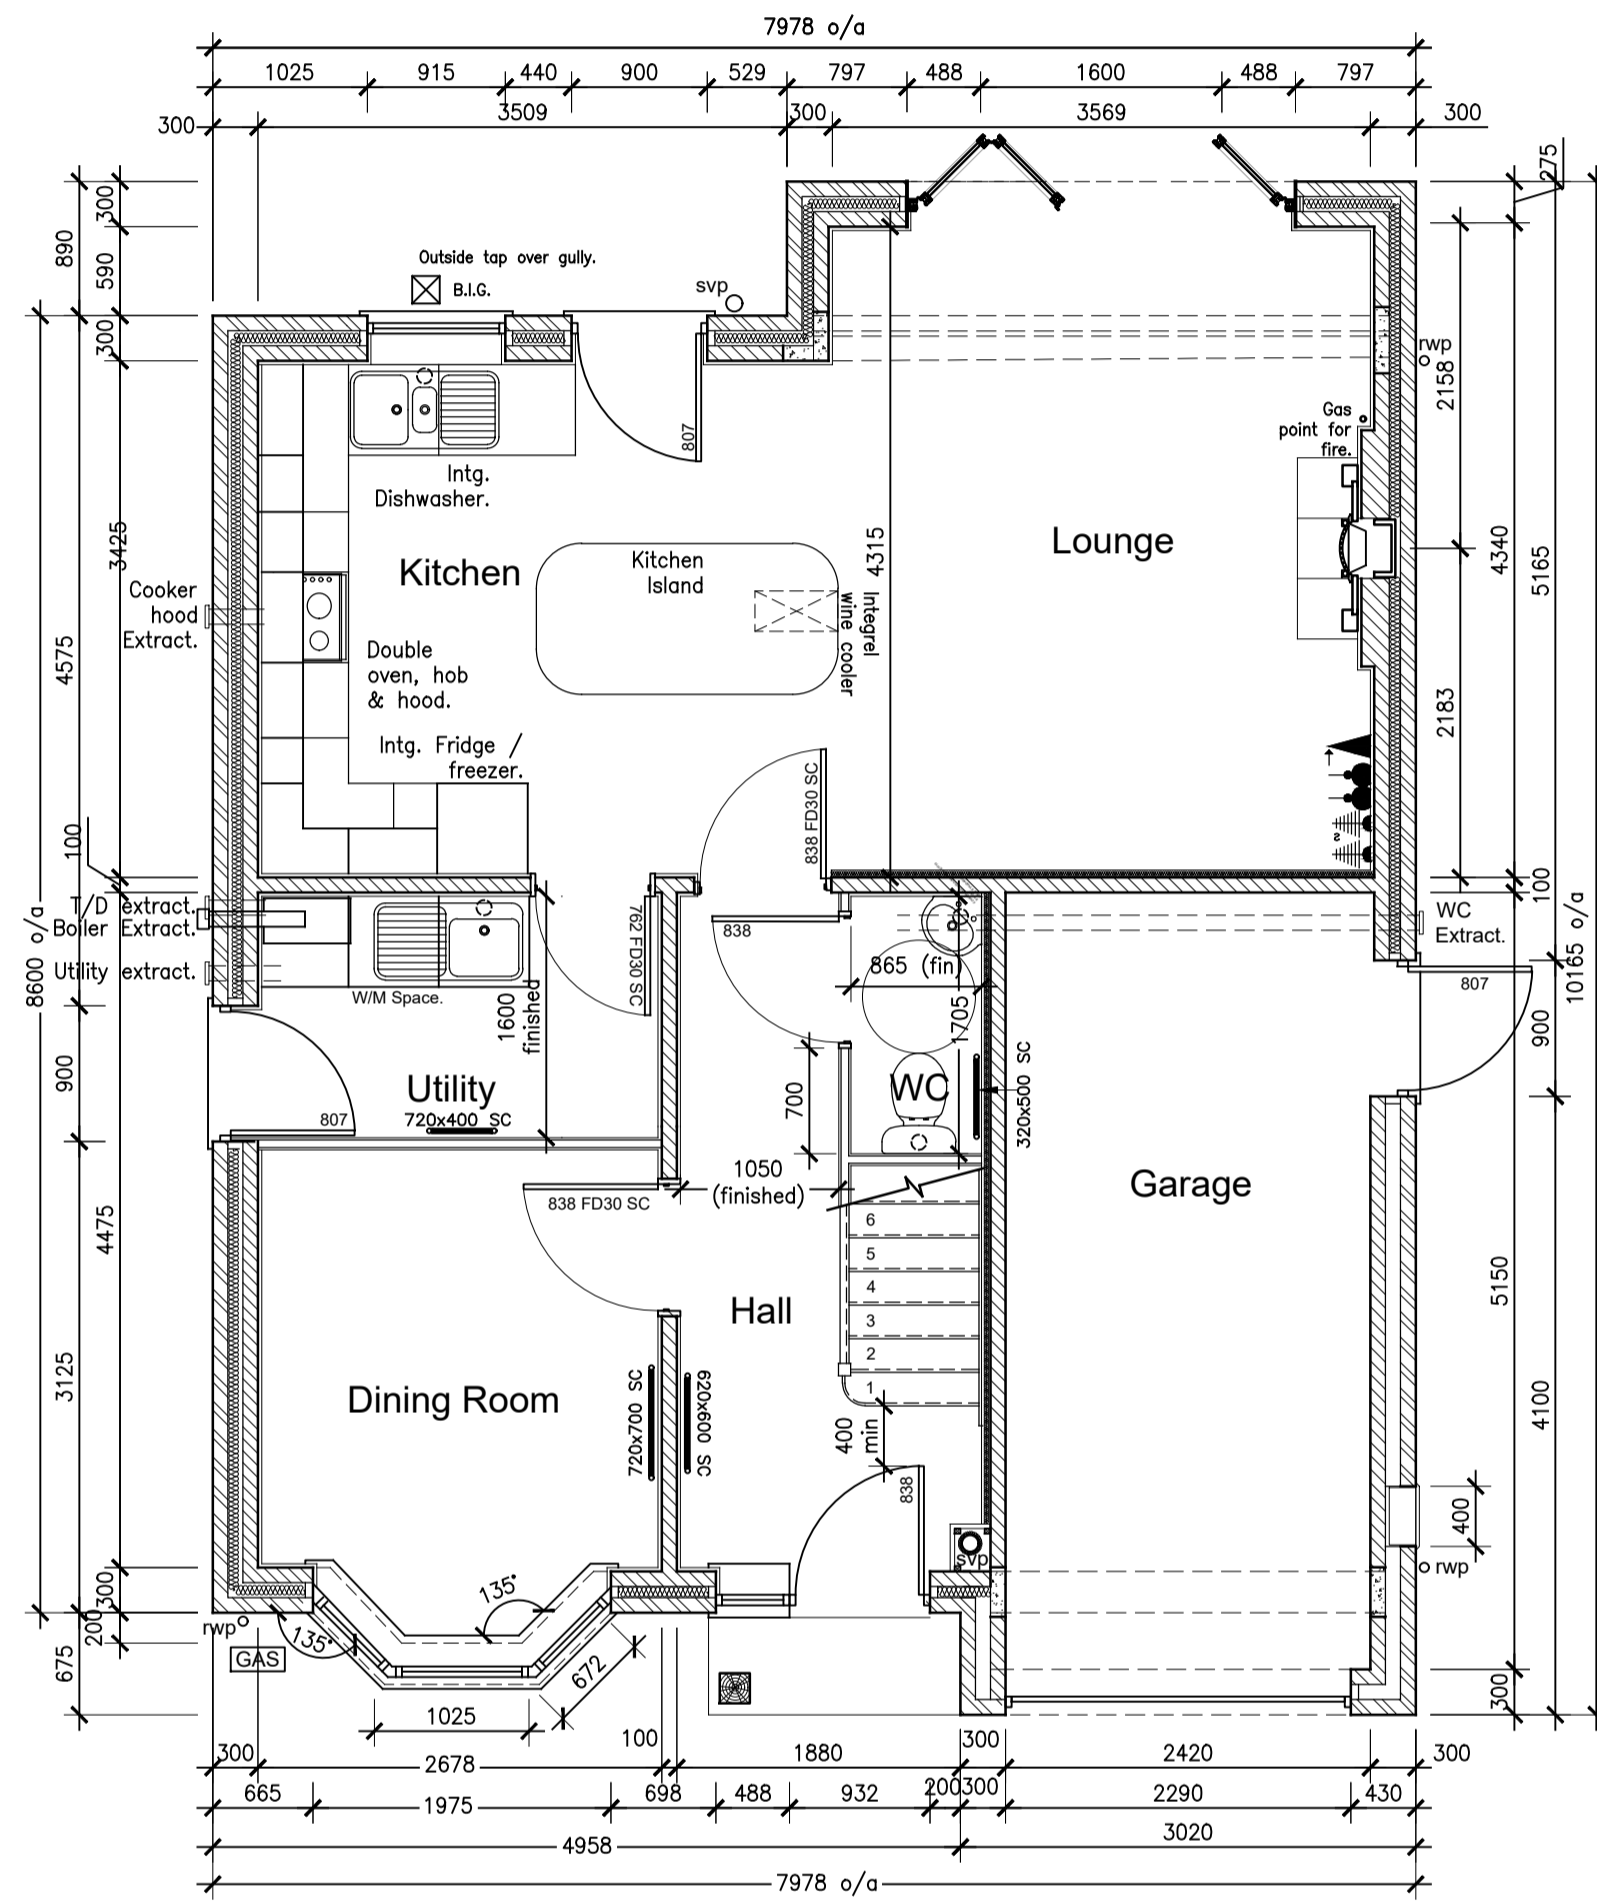 7978 o/a
1025 915 440 900 529 797 488 1600 488 797
300 3509 300 3569 300
275
300
890
590
300
Outside tap over gully.
B.I.G.
svp
rwp
2158
807
Gas
point for
fire.
Intg.
Dishwasher.
3425
Kitchen
Kitchen
Island
4315
Lounge
4340
5165
Cooker
hood
Extract.
Integrel
wine cooler
Double
oven, hob
& hood.
4575
2183
Intg. Fridge /
freezer.
838 FD30 SC
100
100
T/D extract.
Boiler Extract.
Utility extract.
8600 o/a
W/M Space.
762 FD30 SC
838
865 (fin)
WC
Extract.
10165 o/a
807
1600
finished
1705
900
900
Utility
720x400 SC
807
700
WC
320x500 SC
1050
(finished)
838 FD30 SC
Garage
4475
6
5
4
3
2
1
Hall
5150
3125
Dining Room
720x700 SC
620x600 SC
400
min
4100
838
400
svp
rwp
300
200
135°
135°
rwp
GAS
675
672
300
1025
300 2678 100 1880 300 2420 300
665 1975 698 488 932 200 300 2290 430
4958 3020
7978 o/a